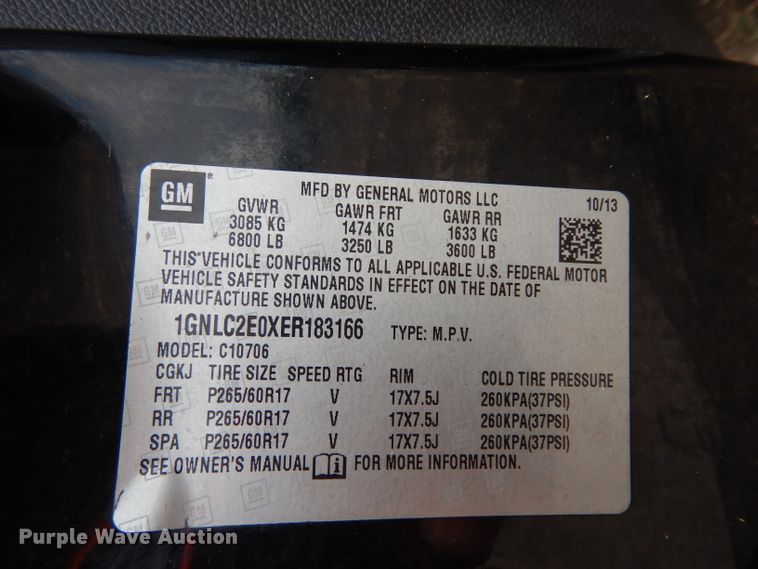 GM®
MFD BY GENERAL MOTORS LLC 10/13
GVWR GAWR FRT GAWR RR
3085 KG 1474 KG 1633 KG
6800 LB 3250 LB 3600 LB
THIS VEHICLE CONFORMS TO ALL APPLICABLE U.S. FEDERAL MOTOR
VEHICLE SAFETY STANDARDS IN EFFECT ON THE DATE OF
MANUFACTURE SHOWN ABOVE.
1GNLC2E0XER183166 TYPE: M.P.V.
MODEL: C10706
CGKJ TIRE SIZE SPEED RTG RIM COLD TIRE PRESSURE
FRT P265/60R17 V 17X7.5J 260KPA(37PSI)
RR P265/60R17 V 17X7.5J 260KPA(37PSI)
SPA P265/60R17 V 17X7.5J 260KPA(37PSI)
SEE OWNER'S MANUAL FOR MORE INFORMATION.
Purple Wave Auction